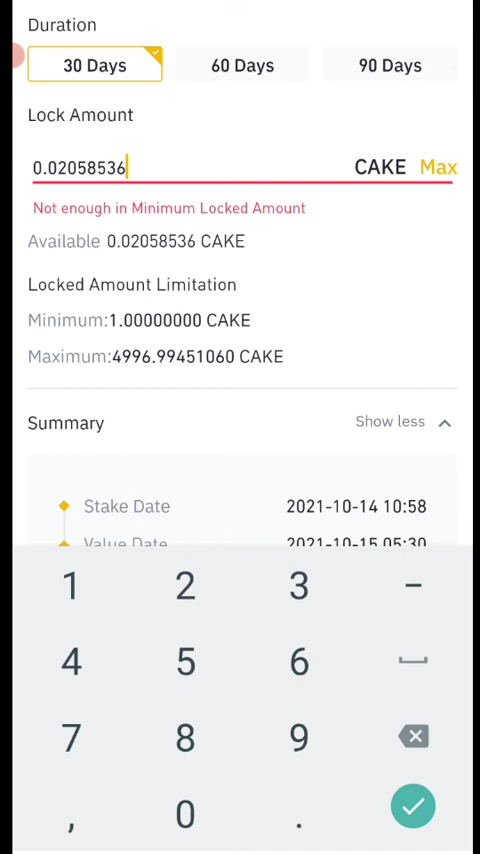 Duration
30 Days 60 Days 90 Days
Lock Amount
0.02058536 CAKE Max
Not enough in Minimum Locked Amount
Available 0.02058536 CAKE
Locked Amount Limitation
Minimum:1.00000000 CAKE
Maximum:4996.99451060 CAKE
Summary Show less
Stake Date 2021-10-14 10:58
Value Date 2021-10-15 05:30
1 2 3 -
4 5 6
7 8 9
, 0 .